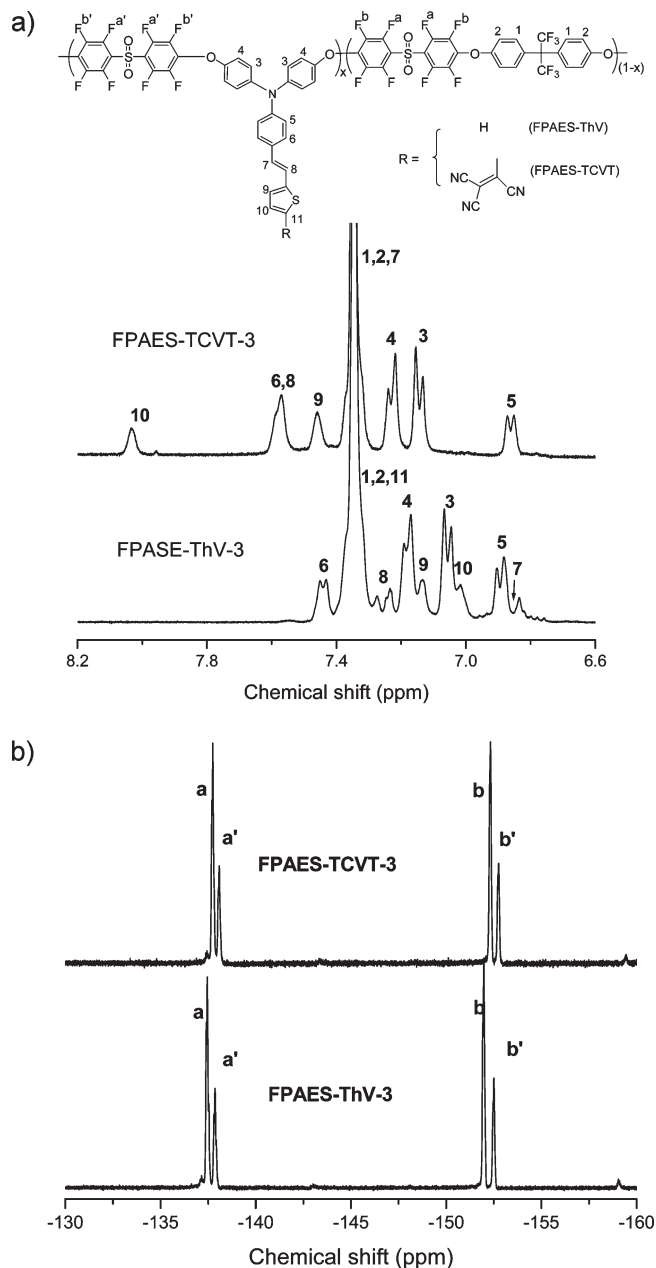 a)
F b' F a' F a' F b' F b F a F a F b
4 3 3 4 2 1 1 2
O S O O O x O S O O CF3 CF3 O (1-x)
F F F F F F F F
N
5
6
7 8
9 S
10
11
R
R = H (FPAES-ThV)
NC CN CN (FPAES-TCVT)
1,2,7
FPAES-TCVT-3
10 6,8 9 4 3 5
1,2,11
FPASE-ThV-3
6 8 4 9 3 10 5 7
8.2 7.8 7.4 7.0 6.6
Chemical shift (ppm)
b)
a a' b b'
FPAES-TCVT-3
a a' b b'
FPAES-ThV-3
-130 -135 -140 -145 -150 -155 -160
Chemical shift (ppm)